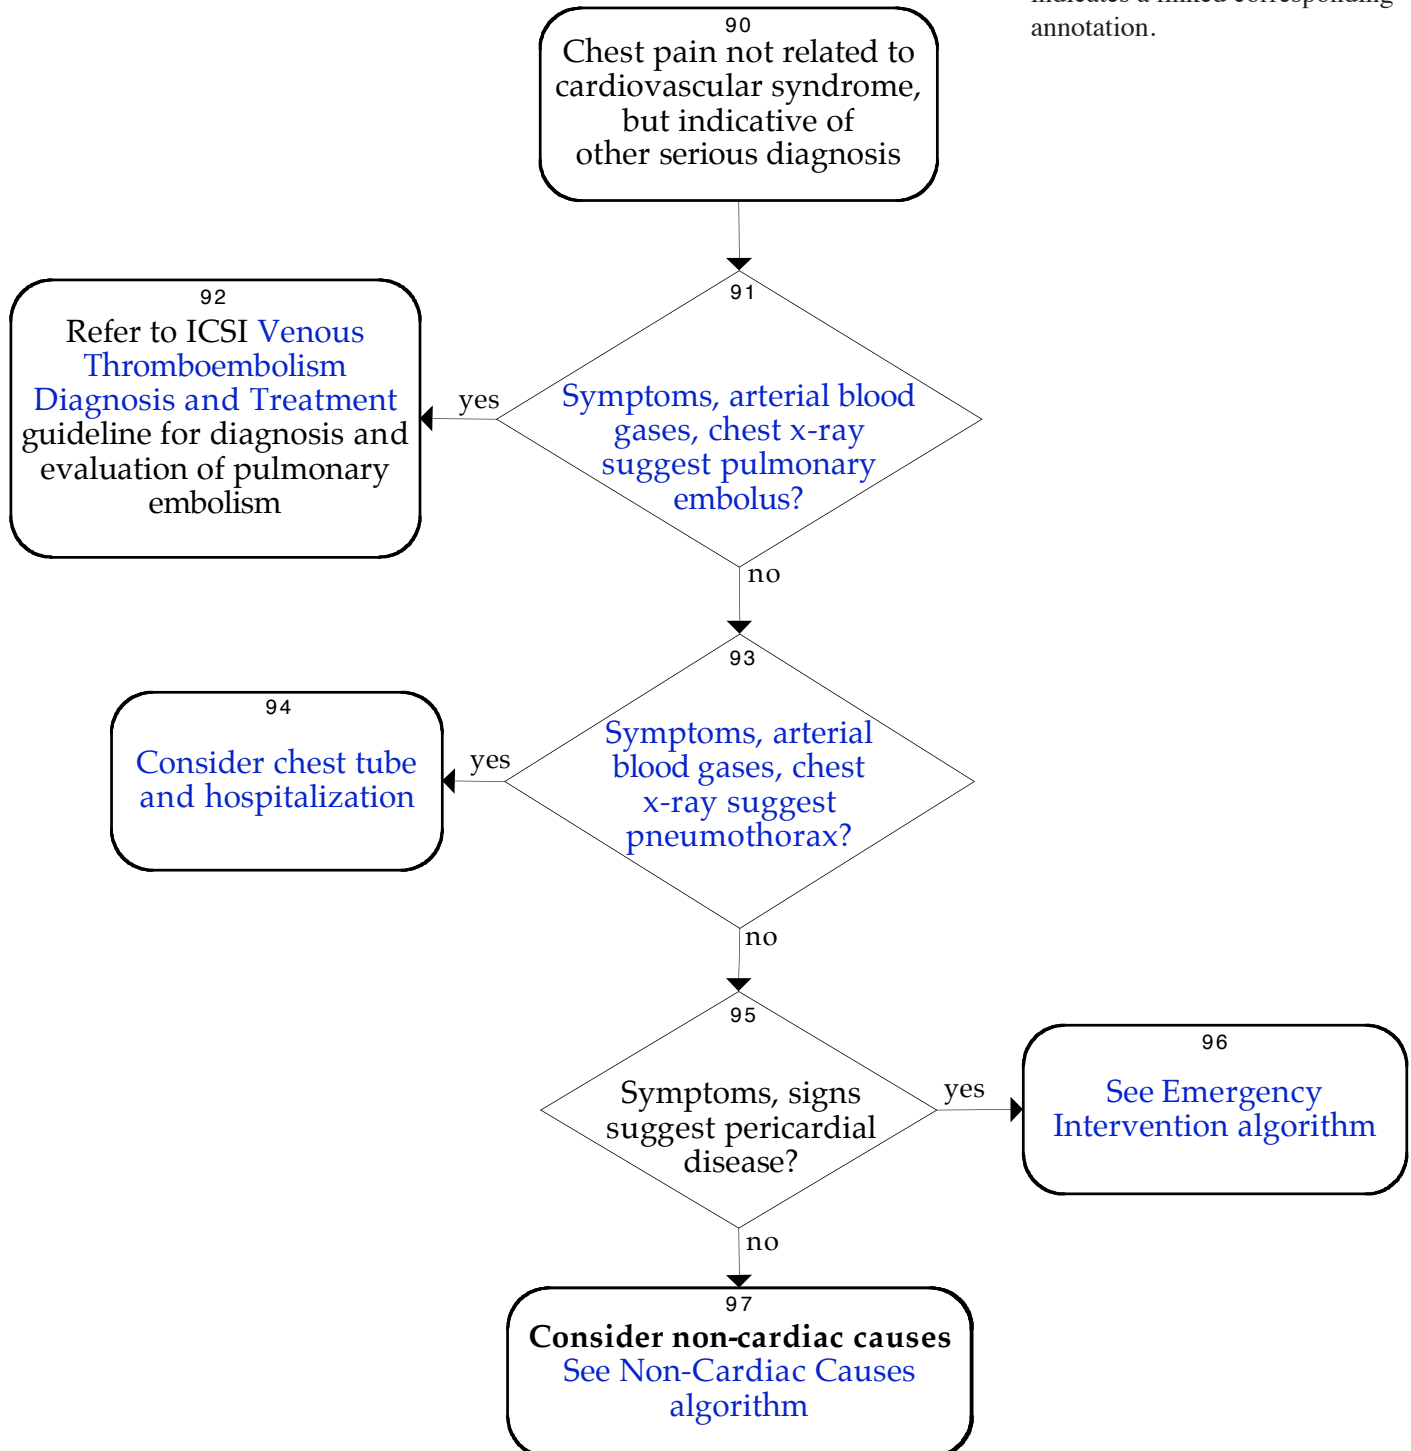 indicates a linked corresponding
annotation.
90
Chest pain not related to
cardiovascular syndrome,
but indicative of
other serious diagnosis
91
Symptoms, arterial blood
gases, chest x-ray
suggest pulmonary
embolus?
yes
92
Refer to ICSI Venous
Thromboembolism
Diagnosis and Treatment
guideline for diagnosis and
evaluation of pulmonary
embolism
no
93
Symptoms, arterial
blood gases, chest
x-ray suggest
pneumothorax?
yes
94
Consider chest tube
and hospitalization
no
95
Symptoms, signs
suggest pericardial
disease?
yes
96
See Emergency
Intervention algorithm
no
97
Consider non-cardiac causes
See Non-Cardiac Causes
algorithm